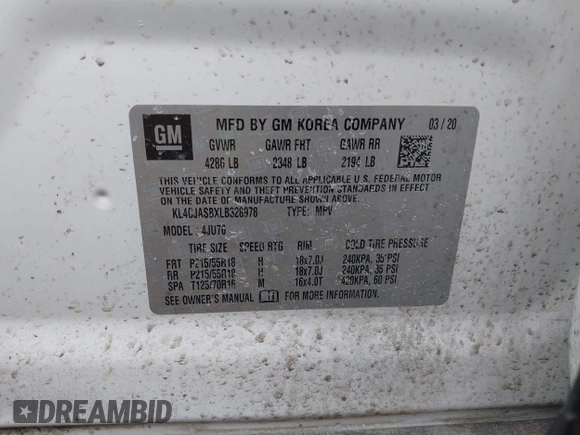 GM
MFD BY GM KOREA COMPANY 03/20
GVWR GAWR FRT GAWR RR
4286 LB 2348 LB 2194 LB
THIS VEHICLE CONFORMS TO ALL APPLICABLE U.S. FEDERAL MOTOR
VEHICLE SAFETY AND THEFT PREVENTION STANDARDS IN EFFECT ON
THE DATE OF MANUFACTURE SHOWN ABOVE.
KL4CJASBXLB326978 TYPE: MPV
MODEL: 4JU76
TIRE SIZE SPEED RTG RIM COLD TIRE PRESSURE
FRT P215/55R18 H 18x7.0J 240KPA, 35 PSI
RR P215/55R18 H 18x7.0J 240KPA, 35 PSI
SPA T125/70R16 M 16x4.0T 420KPA, 60 PSI
SEE OWNER'S MANUAL FOR MORE INFORMATION.
DREAMBID